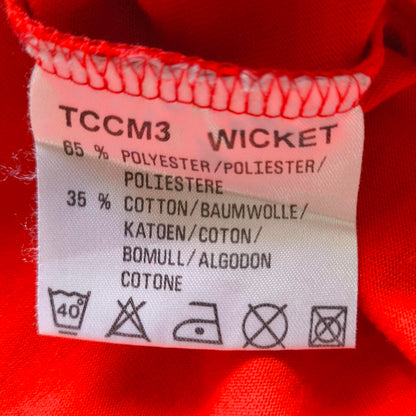 TCCM3 WICKET
65 % POLYESTER/POLIESTER/
POLIESTERE
35 % COTTON/BAUMWOLLE/
KATOEN/COTON/
BOMULL/ALGODON
COTONE
40°